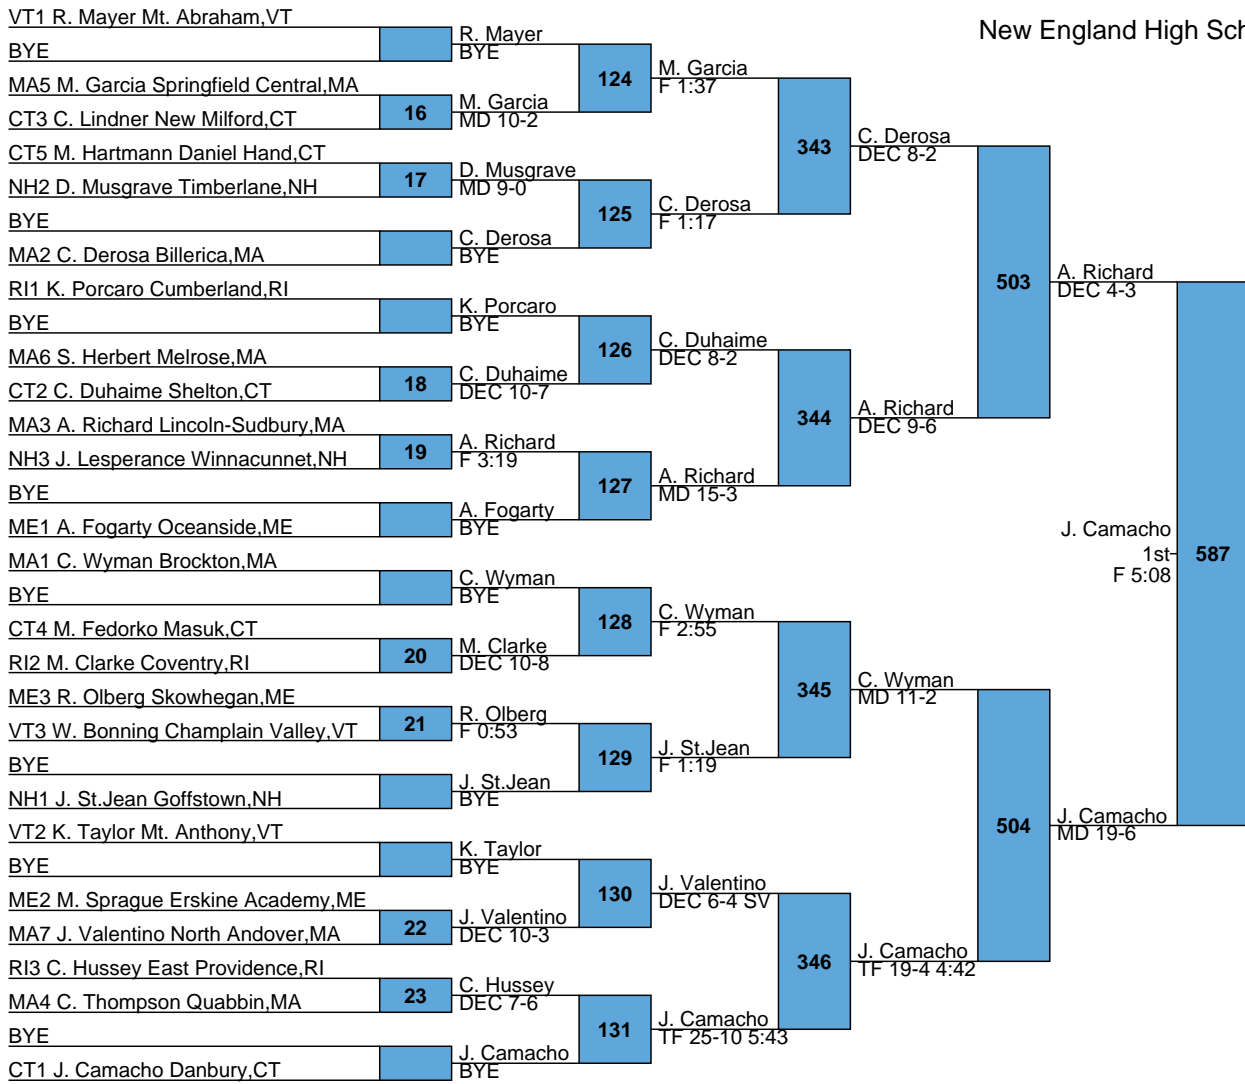 New England High Sch
VT1 R. Mayer Mt. Abraham,VT
BYE
MA5 M. Garcia Springfield Central,MA
CT3 C. Lindner New Milford,CT
CT5 M. Hartmann Daniel Hand,CT
NH2 D. Musgrave Timberlane,NH
BYE
MA2 C. Derosa Billerica,MA
RI1 K. Porcaro Cumberland,RI
BYE
MA6 S. Herbert Melrose,MA
CT2 C. Duhaime Shelton,CT
MA3 A. Richard Lincoln-Sudbury,MA
NH3 J. Lesperance Winnacunnet,NH
BYE
ME1 A. Fogarty Oceanside,ME
MA1 C. Wyman Brockton,MA
BYE
CT4 M. Fedorko Masuk,CT
RI2 M. Clarke Coventry,RI
ME3 R. Olberg Skowhegan,ME
VT3 W. Bonning Champlain Valley,VT
BYE
NH1 J. St.Jean Goffstown,NH
VT2 K. Taylor Mt. Anthony,VT
BYE
ME2 M. Sprague Erskine Academy,ME
MA7 J. Valentino North Andover,MA
RI3 C. Hussey East Providence,RI
MA4 C. Thompson Quabbin,MA
BYE
CT1 J. Camacho Danbury,CT
16
17
18
19
20
21
22
23
R. Mayer
BYE
M. Garcia
MD 10-2
D. Musgrave
MD 9-0
C. Derosa
BYE
K. Porcaro
BYE
C. Duhaime
DEC 10-7
A. Richard
F 3:19
A. Fogarty
BYE
C. Wyman
BYE
M. Clarke
DEC 10-8
R. Olberg
F 0:53
J. St.Jean
BYE
K. Taylor
BYE
J. Valentino
DEC 10-3
C. Hussey
DEC 7-6
J. Camacho
BYE
124
125
126
127
128
129
130
131
M. Garcia
F 1:37
C. Derosa
F 1:17
C. Duhaime
DEC 8-2
A. Richard
MD 15-3
C. Wyman
F 2:55
J. St.Jean
F 1:19
J. Valentino
DEC 6-4 SV
J. Camacho
TF 25-10 5:43
343
344
345
346
C. Derosa
DEC 8-2
A. Richard
DEC 9-6
C. Wyman
MD 11-2
J. Camacho
TF 19-4 4:42
503
504
A. Richard
DEC 4-3
J. Camacho
MD 19-6
J. Camacho
1st
F 5:08
587